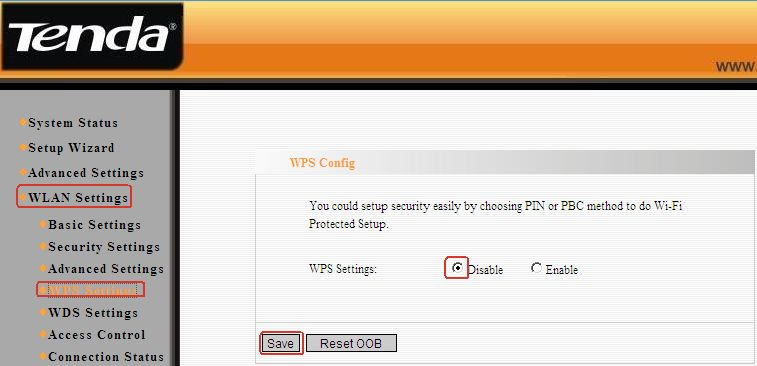 Tenda®
www.
System Status
Setup Wizard
Advanced Settings
WLAN Settings
Basic Settings
Security Settings
Advanced Settings
WPS Settings
WDS Settings
Access Control
Connection Status
WPS Config
You could setup security easily by choosing PIN or PBC method to do Wi-Fi
Protected Setup.
WPS Settings: Disable Enable
Save Reset OOB